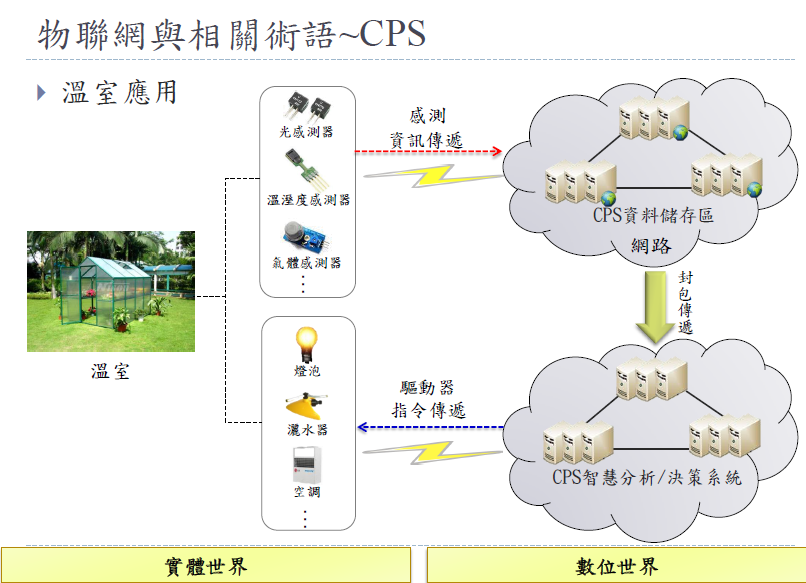 物聯網與相關術語~CPS
溫室應用
光感測器
溫溼度感測器
氣體感測器
感測
資訊傳遞
CPS資料儲存區
網路
封包傳遞
溫室
燈泡
灑水器
空調
驅動器
指令傳遞
CPS智慧分析/決策系統
實體世界
數位世界